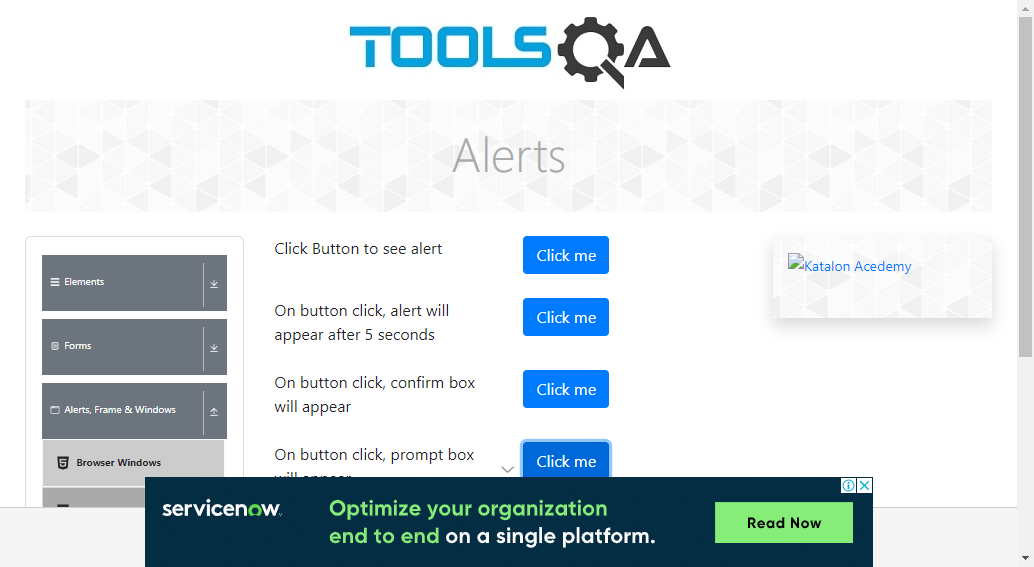 TOOLSQA
Alerts
Elements
Forms
Alerts, Frame & Windows
Browser Windows
Click Button to see alert
Click me
On button click, alert will
appear after 5 seconds
Click me
On button click, confirm box
will appear
Click me
On button click, prompt box
will appear
Click me
Katalon Acedemy
servicenow
Optimize your organization
end to end on a single platform.
Read Now